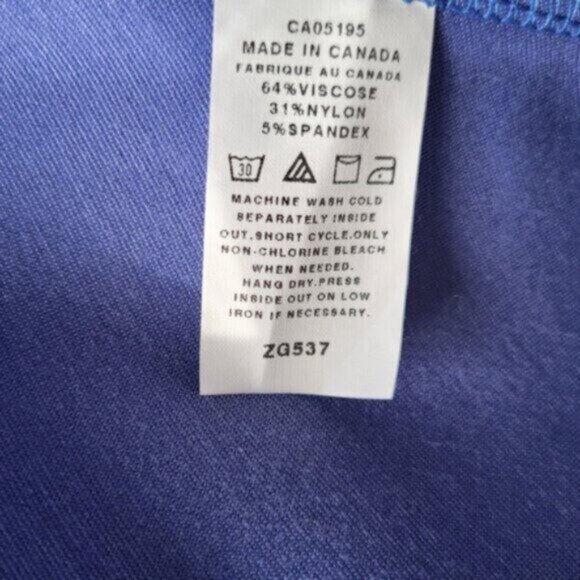 CA05195
MADE IN CANADA
FABRIQUE AU CANADA
64%VISCOSE
31%NYLON
5%SPANDEX
30
MACHINE WASH COLD
SEPARATELY INSIDE
OUT.SHORT CYCLE.ONLY
NON-CHLORINE BLEACH
WHEN NEEDED.
HANG DRY.PRESS
INSIDE OUT ON LOW
IRON IF NECESSARY.
ZG537